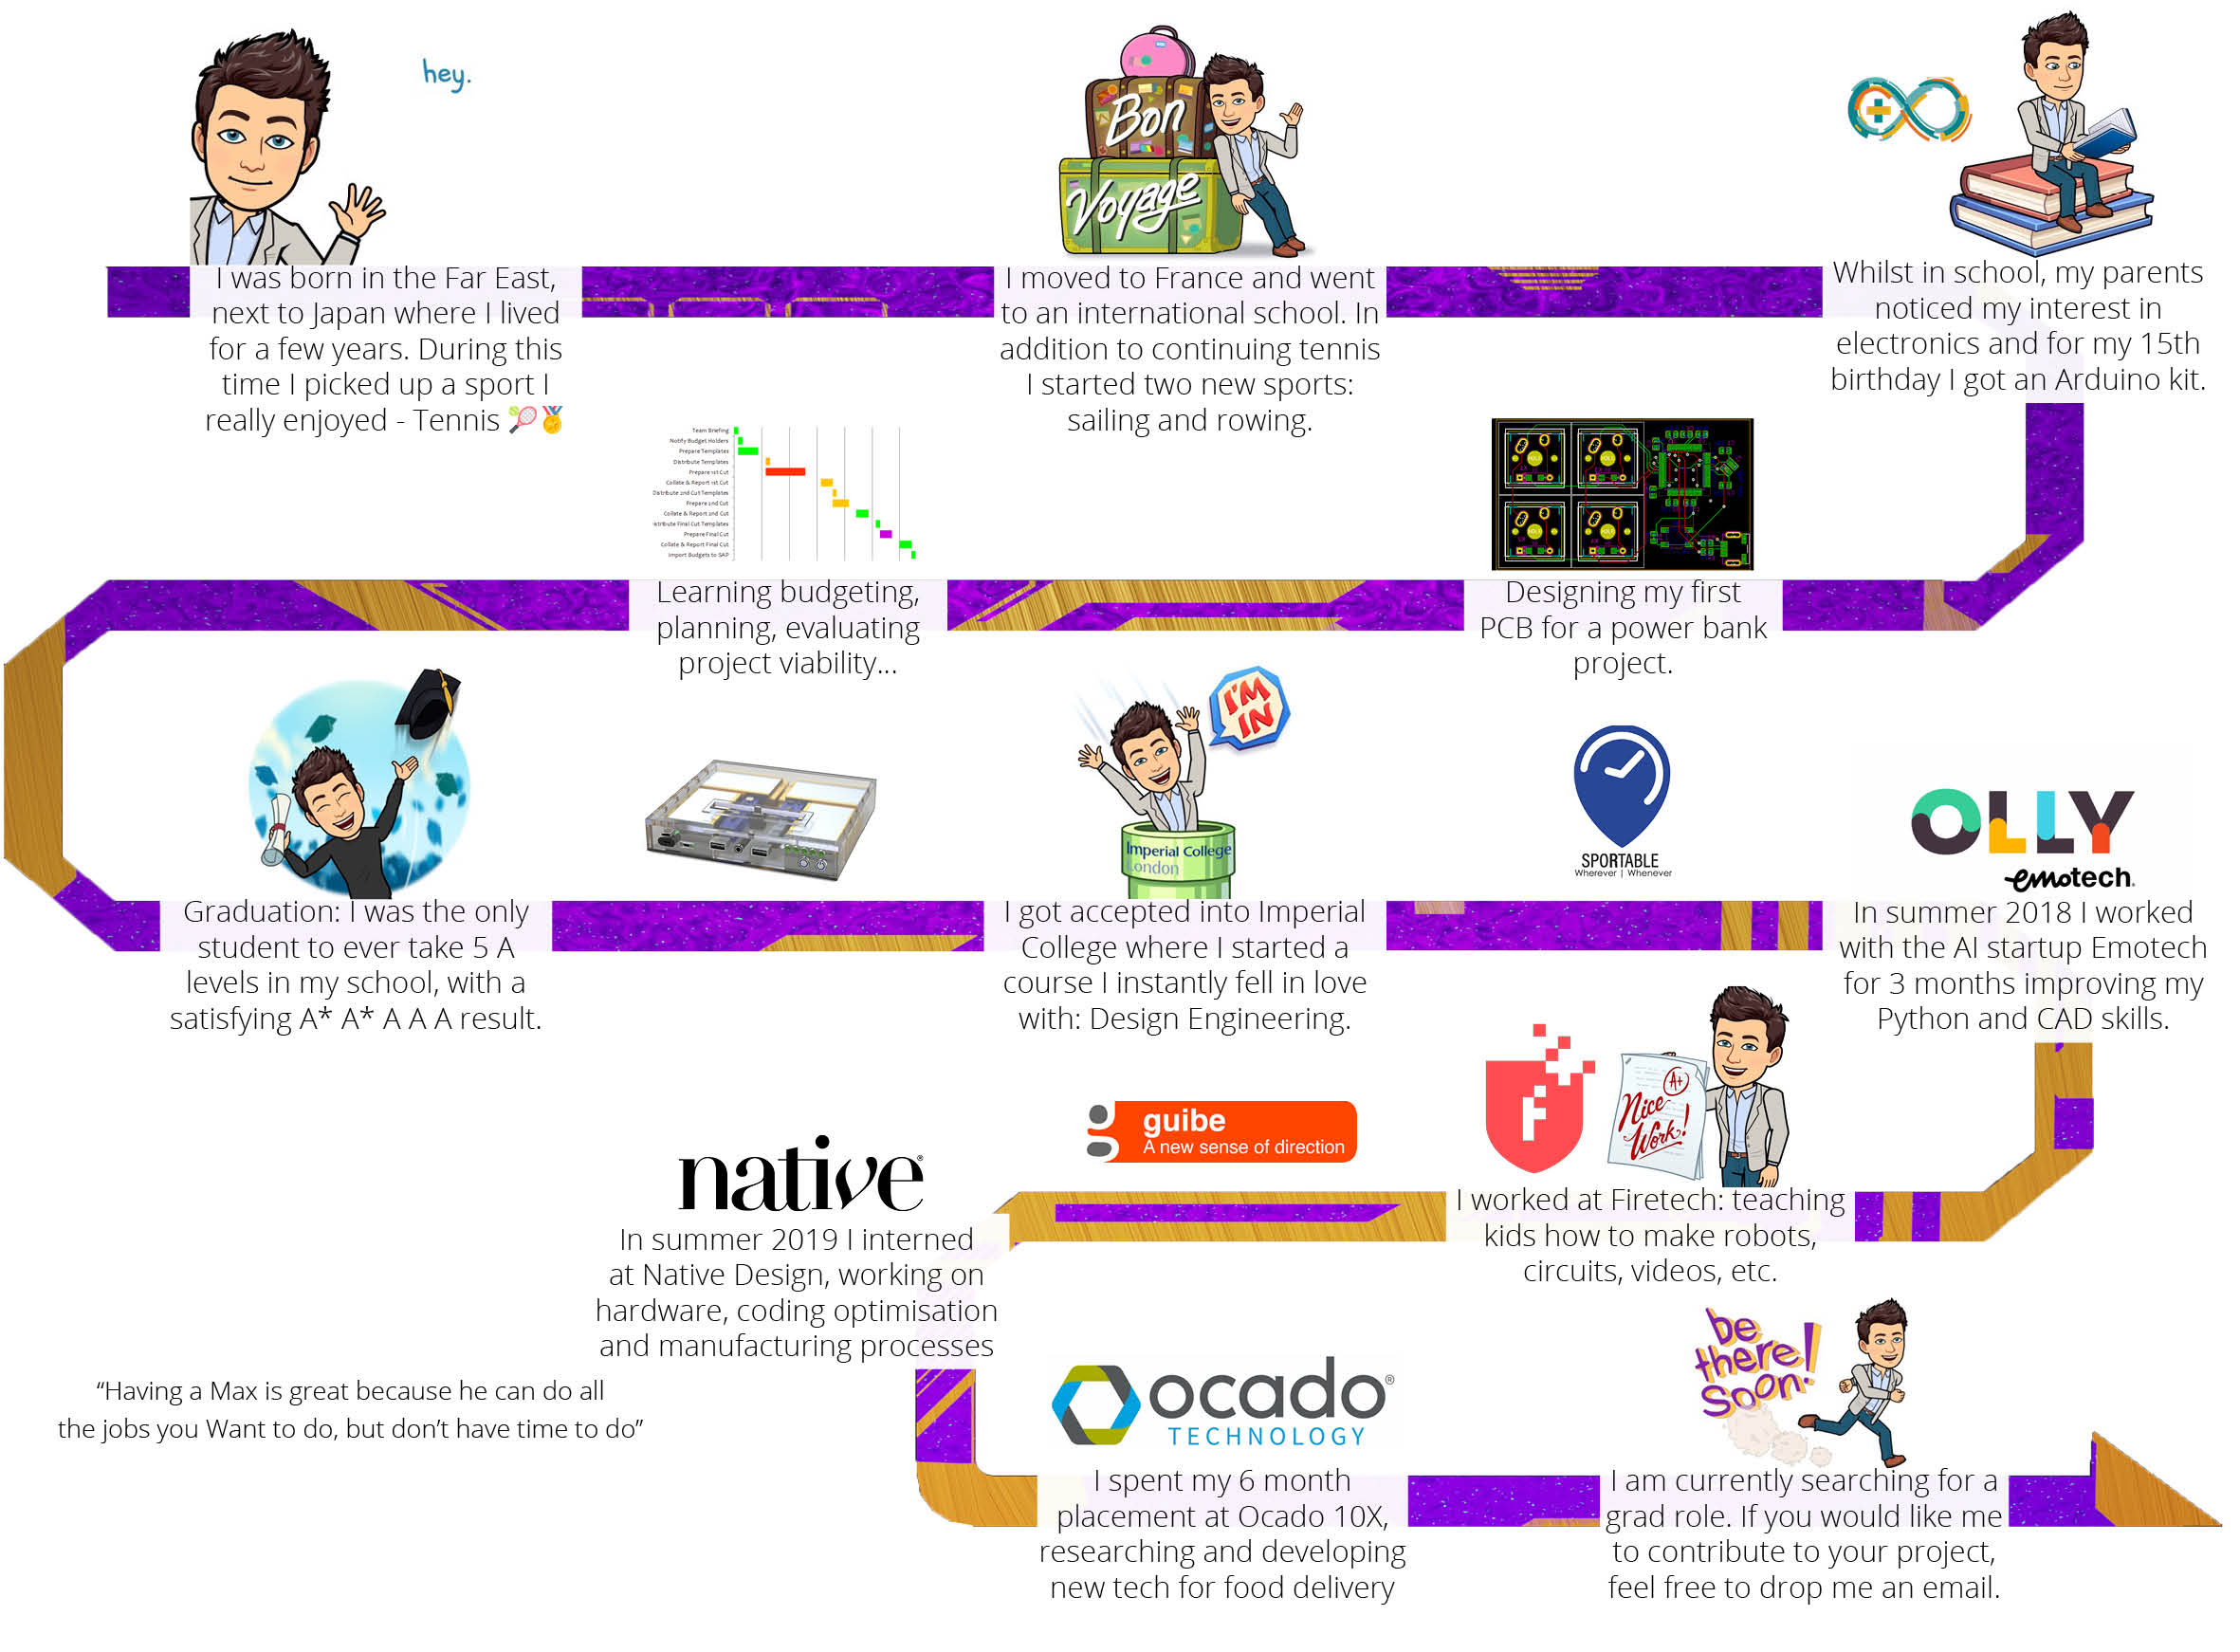 hey.
Bon
Voyage
I was born in the Far East,
next to Japan where I lived
for a few years. During this
time I picked up a sport I
really enjoyed - Tennis 🎾🏅
I moved to France and went
to an international school. In
addition to continuing tennis
I started two new sports:
sailing and rowing.
Whilst in school, my parents
noticed my interest in
electronics and for my 15th
birthday I got an Arduino kit.
Designing my first
PCB for a power bank
project.
Team Briefing
Notify Budget Holders
Prepare Templates
Distribute Templates
Prepare 1st Cut
Collate & Report 1st Cut
Distribute 2nd Cut Templates
Prepare 2nd Cut
Collate & Report 2nd Cut
istribute Final Cut Templates
Prepare Final Cut
Collate & Report Final Cut
Import Budgets to SAP
Learning budgeting,
planning, evaluating
project viability...
Graduation: I was the only
student to ever take 5 A
levels in my school, with a
satisfying A* A* A A A result.
I'M
IN
Imperial College
London
I got accepted into Imperial
College where I started a
course I instantly fell in love
with: Design Engineering.
SPORTABLE
Wherever | Whenever
OLLY
emotech.
In summer 2018 I worked
with the AI startup Emotech
for 3 months improving my
Python and CAD skills.
F
A+
Nice
Work!
I worked at Firetech: teaching
kids how to make robots,
circuits, videos, etc.
g guibe
A new sense of direction
native®
In summer 2019 I interned
at Native Design, working on
hardware, coding optimisation
and manufacturing processes
“Having a Max is great because he can do all
the jobs you Want to do, but don’t have time to do”
ocado®
TECHNOLOGY
I spent my 6 month
placement at Ocado 10X,
researching and developing
new tech for food delivery
be
there!
soon!
I am currently searching for a
grad role. If you would like me
to contribute to your project,
feel free to drop me an email.